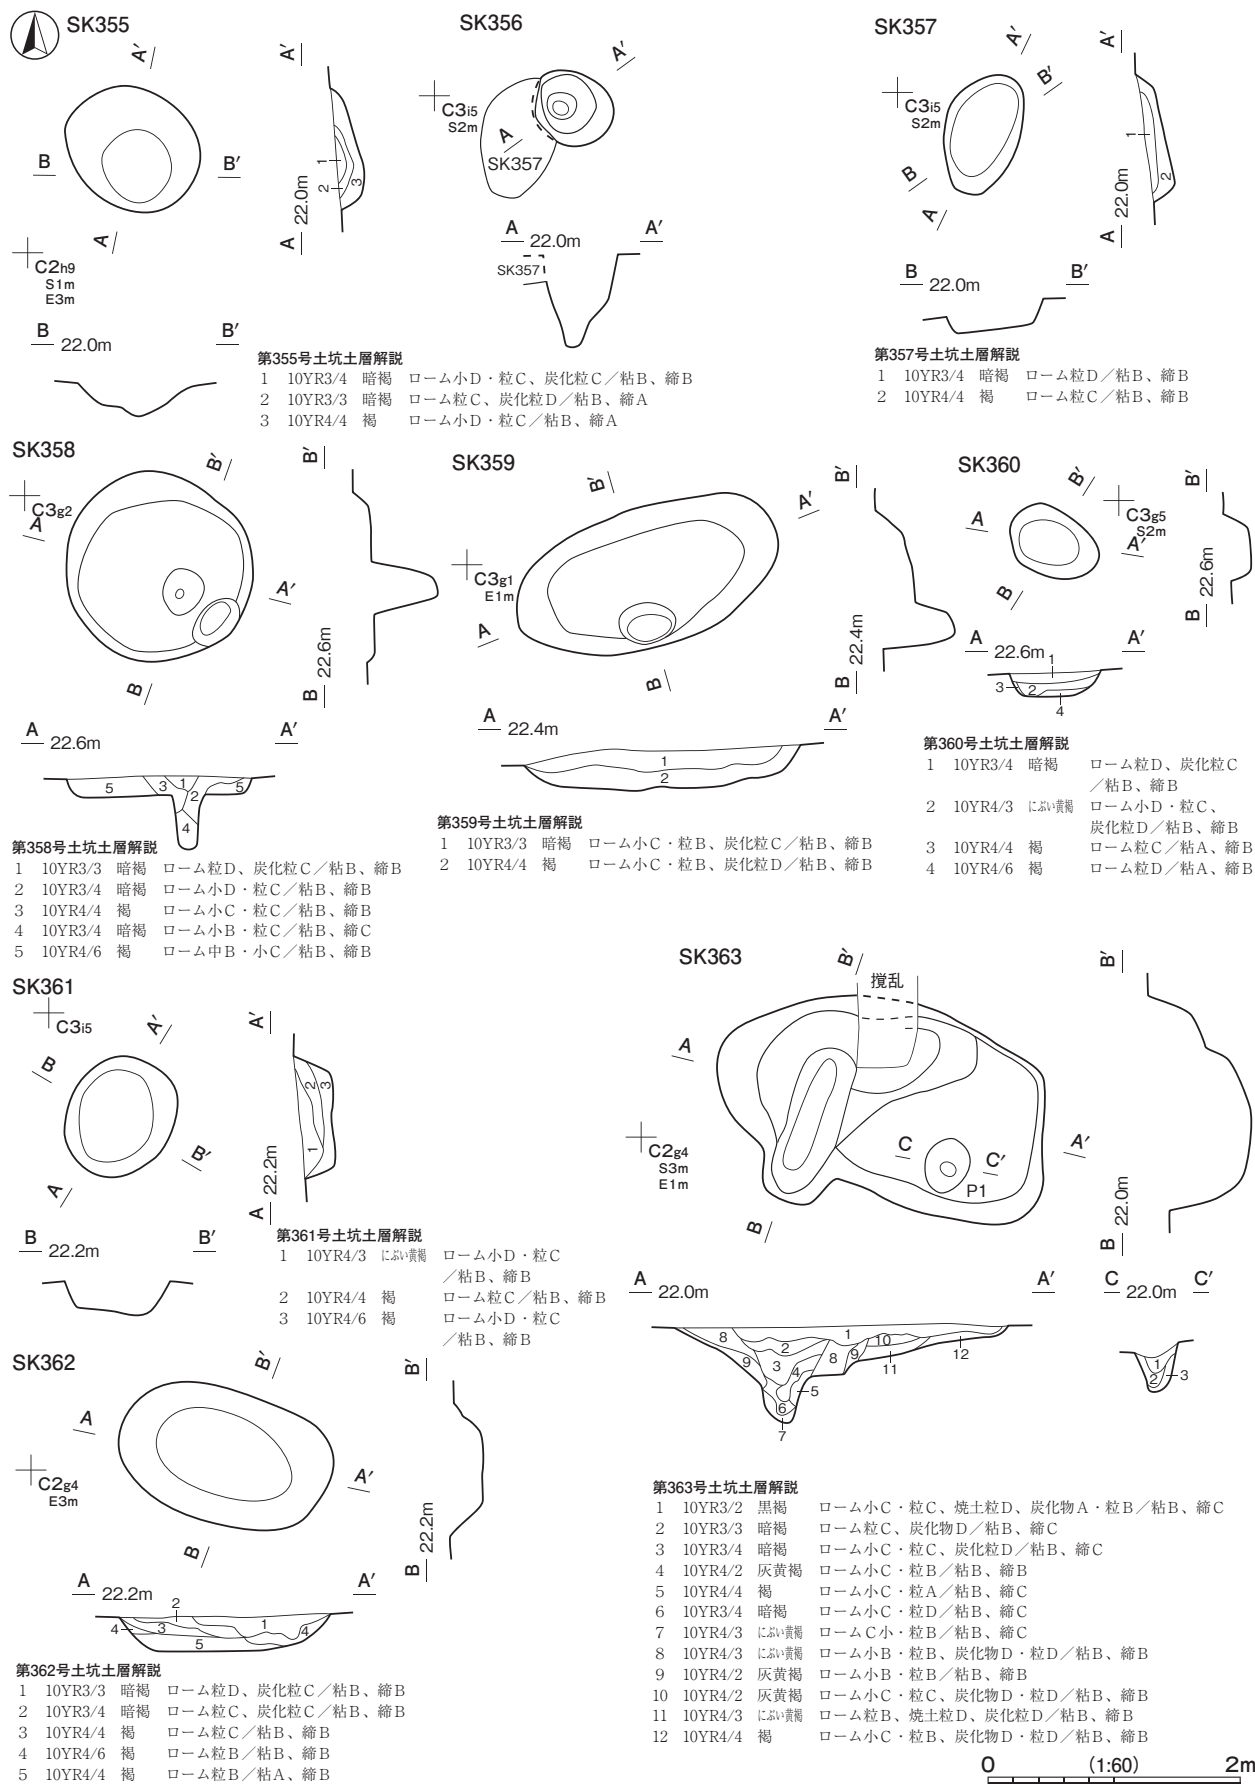 SK355
A′
A′
C2h9
S1m
E3m
B
B′
A
A 22.0m
1
2
3
B 22.0m
B′
SK356
A′
C3i5
S2m
A
SK357
A 22.0m
A′
SK357
SK357
A′
B′
C3i5
S2m
B
A
A′
1
2
A 22.0m
B 22.0m
B′
第355号土坑土層解説
1 10YR3/4 暗褐 ローム小D・粒C、炭化粒C／粘B、締B
2 10YR3/3 暗褐 ローム粒C、炭化粒D／粘B、締A
3 10YR4/4 褐 ローム小D・粒C／粘B、締A
第357号土坑土層解説
1 10YR3/4 暗褐 ローム粒D／粘B、締B
2 10YR4/4 褐 ローム粒C／粘B、締B
SK358
B′
C3g2
A
A′
B
B′
B 22.6m
A 22.6m
A′
5 3 1 2 4 5
第358号土坑土層解説
1 10YR3/3 暗褐 ローム粒D、炭化粒C／粘B、締B
2 10YR3/4 暗褐 ローム小D・粒C／粘B、締B
3 10YR4/4 褐 ローム小C・粒C／粘B、締B
4 10YR3/4 暗褐 ローム小B・粒C／粘B、締C
5 10YR4/6 褐 ローム中B・小C／粘B、締B
SK359
B′
A′
C3g1
E1m
A
B
B′
B 22.4m
A 22.4m
A′
1
2
第359号土坑土層解説
1 10YR3/3 暗褐 ローム小C・粒B、炭化粒C／粘B、締B
2 10YR4/4 褐 ローム小C・粒B、炭化粒D／粘B、締B
SK360
B′
C3g5
S2m
A
A′
B
B′
B 22.6m
A 22.6m
A′
1
3 2
4
第360号土坑土層解説
1 10YR3/4 暗褐 ローム粒D、炭化粒C
／粘B、締B
2 10YR4/3 にぶい黄褐 ローム小D・粒C、
炭化粒D／粘B、締B
3 10YR4/4 褐 ローム粒C／粘A、締B
4 10YR4/6 褐 ローム粒D／粘A、締B
SK361
C3i5
A′
B
B′
A
A′
2 3
1
A 22.2m
B 22.2m
B′
第361号土坑土層解説
1 10YR4/3 にぶい黄褐 ローム小D・粒C
／粘B、締B
2 10YR4/4 褐 ローム粒C／粘B、締B
3 10YR4/6 褐 ローム小D・粒C
／粘B、締B
SK362
B′
A
C2g4
E3m
A′
B
B′
B 22.2m
A 22.2m
A′
2
4 3 1 4
5
第362号土坑土層解説
1 10YR3/3 暗褐 ローム粒D、炭化粒C／粘B、締B
2 10YR3/4 暗褐 ローム粒C、炭化粒C／粘B、締B
3 10YR4/4 褐 ローム粒C／粘B、締B
4 10YR4/6 褐 ローム粒B／粘B、締B
5 10YR4/4 褐 ローム粒B／粘A、締B
SK363
B′
撹乱
A
C2g4
S3m
E1m
C
C′
P1
A′
B
B′
B 22.0m
A 22.0m
A′
8 2 1 10
9 3 4 8 9
5 11 12
6
7
C 22.0m C′
1
2 3
第363号土坑土層解説
1 10YR3/2 黒褐 ローム小C・粒C、焼土粒D、炭化物A・粒B／粘B、締C
2 10YR3/3 暗褐 ローム粒C、炭化物D／粘B、締C
3 10YR3/4 暗褐 ローム小C・粒C、炭化粒D／粘B、締C
4 10YR4/2 灰黄褐 ローム小C・粒B／粘B、締B
5 10YR4/4 褐 ローム小C・粒A／粘B、締C
6 10YR3/4 暗褐 ローム小C・粒D／粘B、締C
7 10YR4/3 にぶい黄褐 ロームC小・粒B／粘B、締C
8 10YR4/3 にぶい黄褐 ローム小B・粒B、炭化物D・粒D／粘B、締B
9 10YR4/2 灰黄褐 ローム小B・粒B／粘B、締B
10 10YR4/2 灰黄褐 ローム小C・粒C、炭化物D・粒D／粘B、締B
11 10YR4/3 にぶい黄褐 ローム粒B、焼土粒D、炭化粒D／粘B、締B
12 10YR4/4 褐 ローム小C・粒B、炭化物D・粒D／粘B、締B
0 (1:60) 2m